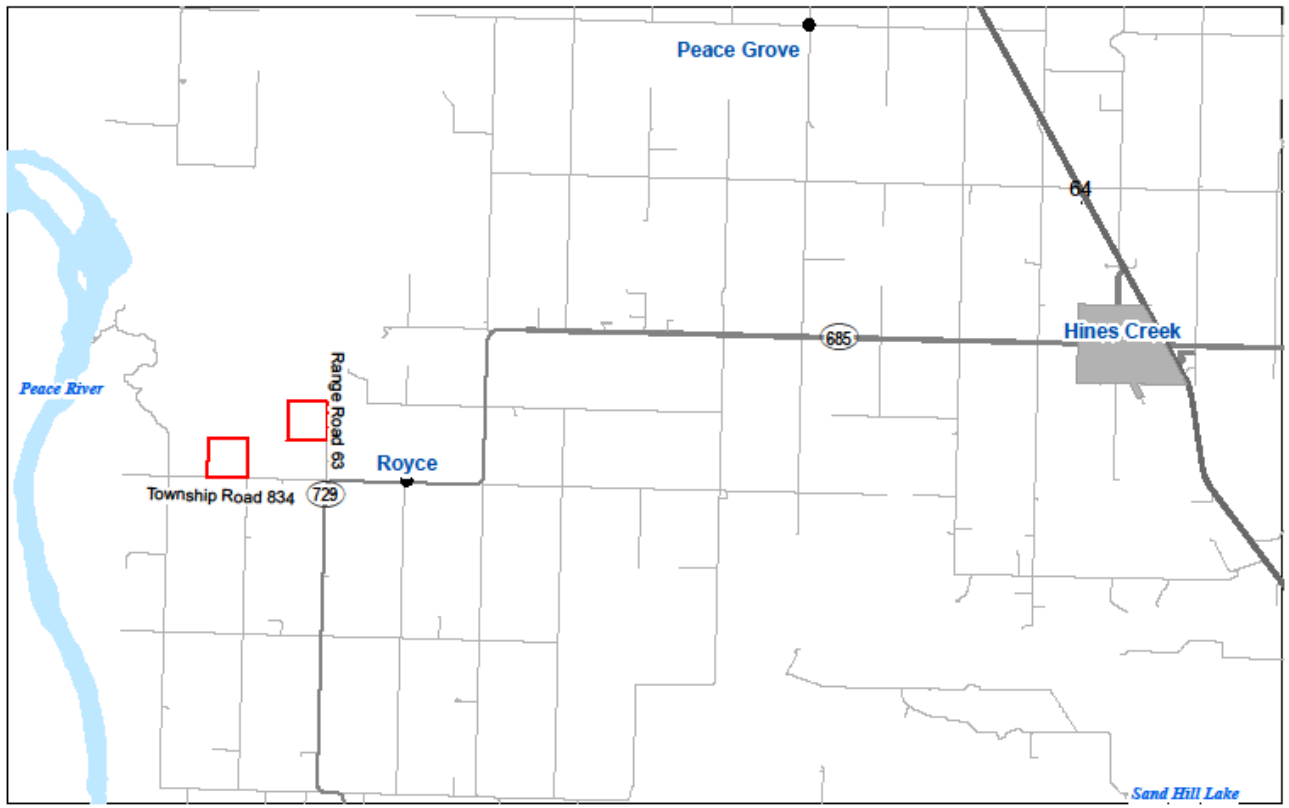 Peace Grove
64
685
Hines Creek
Peace River
Range Road 63
Royce
Township Road 834
729
Sand Hill Lake